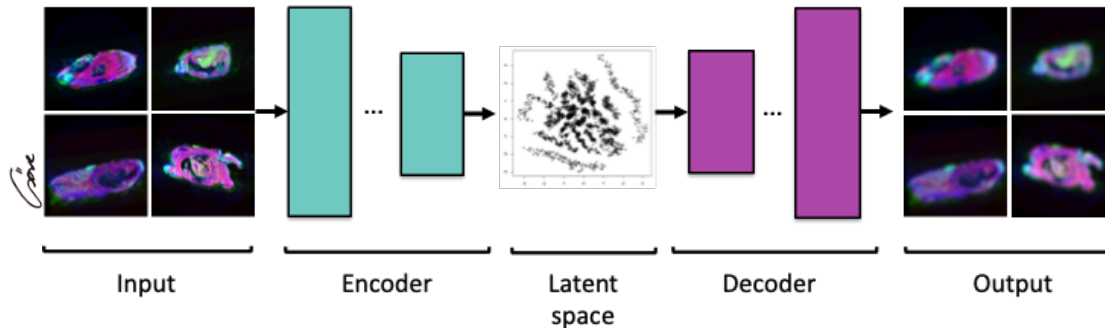 ...
...
Input
Encoder
Latent
space
Decoder
Output